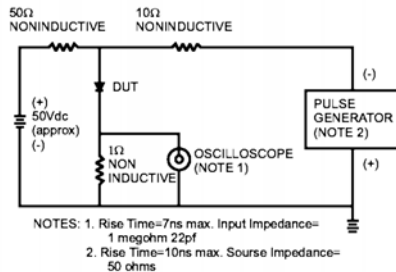 50Ω
NONINDUCTIVE
10Ω
NONINDUCTIVE
(+)
50Vdc
(approx)
(-)
DUT
1Ω
NON
INDUCTIVE
OSCILLOSCOPE
(NOTE 1)
(-)
PULSE
GENERATOR
(NOTE 2)
(+)
NOTES: 1. Rise Time=7ns max. Input Impedance=
1 megohm 22pf
2. Rise Time=10ns max. Sourse Impedance=
50 ohms